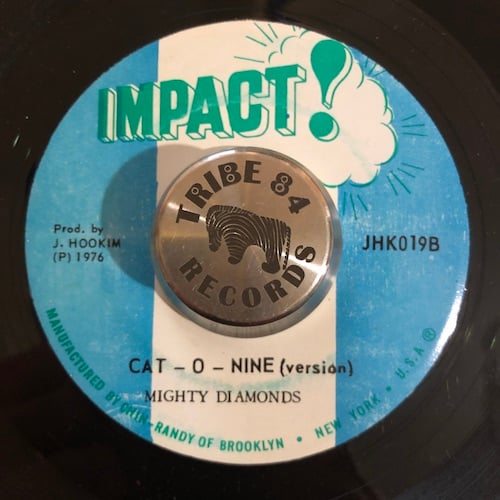 IMPACT!
TRIBE 84
RECORDS
Prod. by
J. HOOKIM
(P) 1976
JHK019B
CAT - O - NINE (version)
MIGHTY DIAMONDS
MANUFACTURED BY CHIN-RANDY OF BROOKLYN • NEW YORK • U.S.A ®